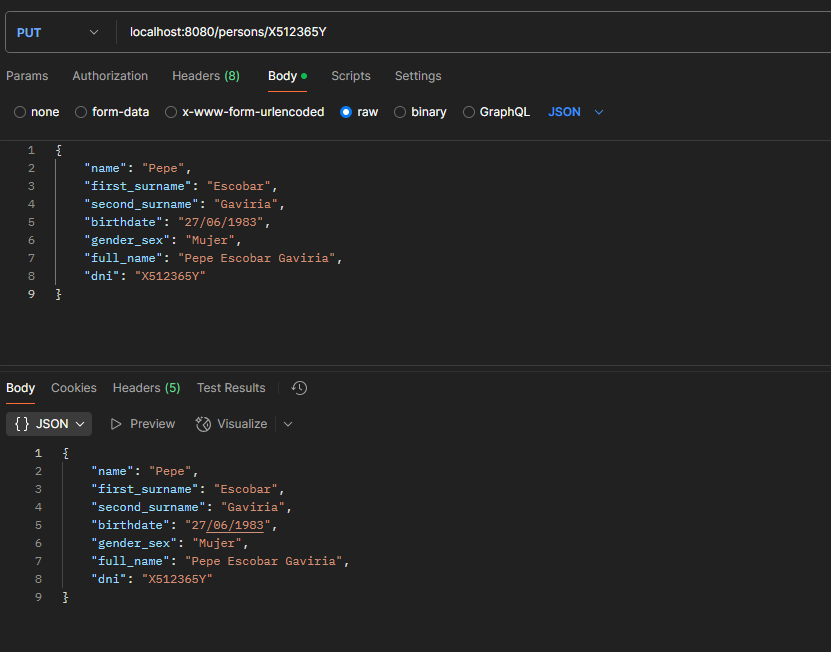 PUT localhost:8080/persons/X512365Y
Params Authorization Headers (8) Body Scripts Settings
none form-data x-www-form-urlencoded raw binary GraphQL JSON
1 {
2 "name": "Pepe",
3 "first_surname": "Escobar",
4 "second_surname": "Gaviria",
5 "birthdate": "27/06/1983",
6 "gender_sex": "Mujer",
7 "full_name": "Pepe Escobar Gaviria",
8 "dni": "X512365Y"
9 }
Body Cookies Headers (5) Test Results
{} JSON Preview Visualize
1 {
2 "name": "Pepe",
3 "first_surname": "Escobar",
4 "second_surname": "Gaviria",
5 "birthdate": "27/06/1983",
6 "gender_sex": "Mujer",
7 "full_name": "Pepe Escobar Gaviria",
8 "dni": "X512365Y"
9 }